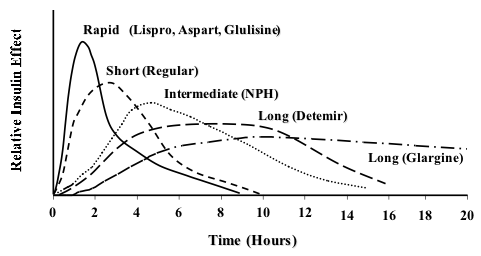 Rapid (Lispro, Aspart, Glulisine)
Short (Regular)
Intermediate (NPH)
Long (Detemir)
Long (Glargine)
Relative Insulin Effect
0 2 4 6 8 10 12 14 16 18 20
Time (Hours)